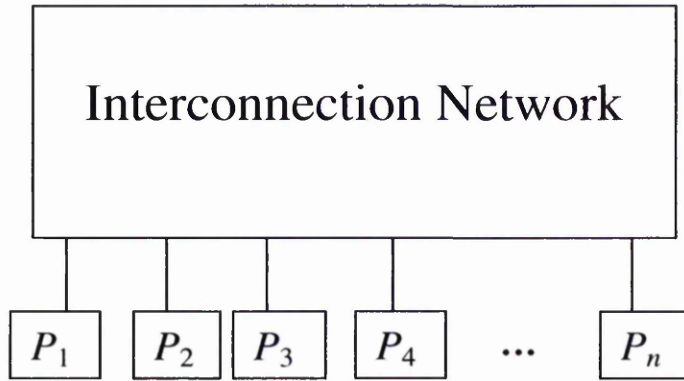 Interconnection Network
P₁ P₂ P₃ P₄ ... Pₙ